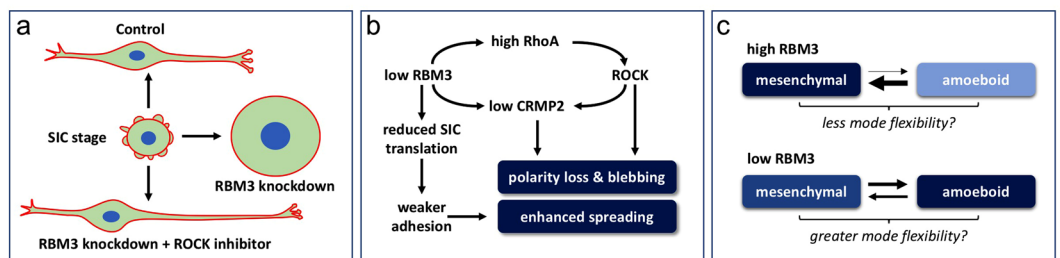 a
Control
SIC stage
RBM3 knockdown
RBM3 knockdown + ROCK inhibitor
b
high RhoA
low RBM3
ROCK
low CRMP2
reduced SIC
translation
polarity loss & blebbing
weaker
adhesion
enhanced spreading
c
high RBM3
mesenchymal
amoeboid
less mode flexibility?
low RBM3
mesenchymal
amoeboid
greater mode flexibility?